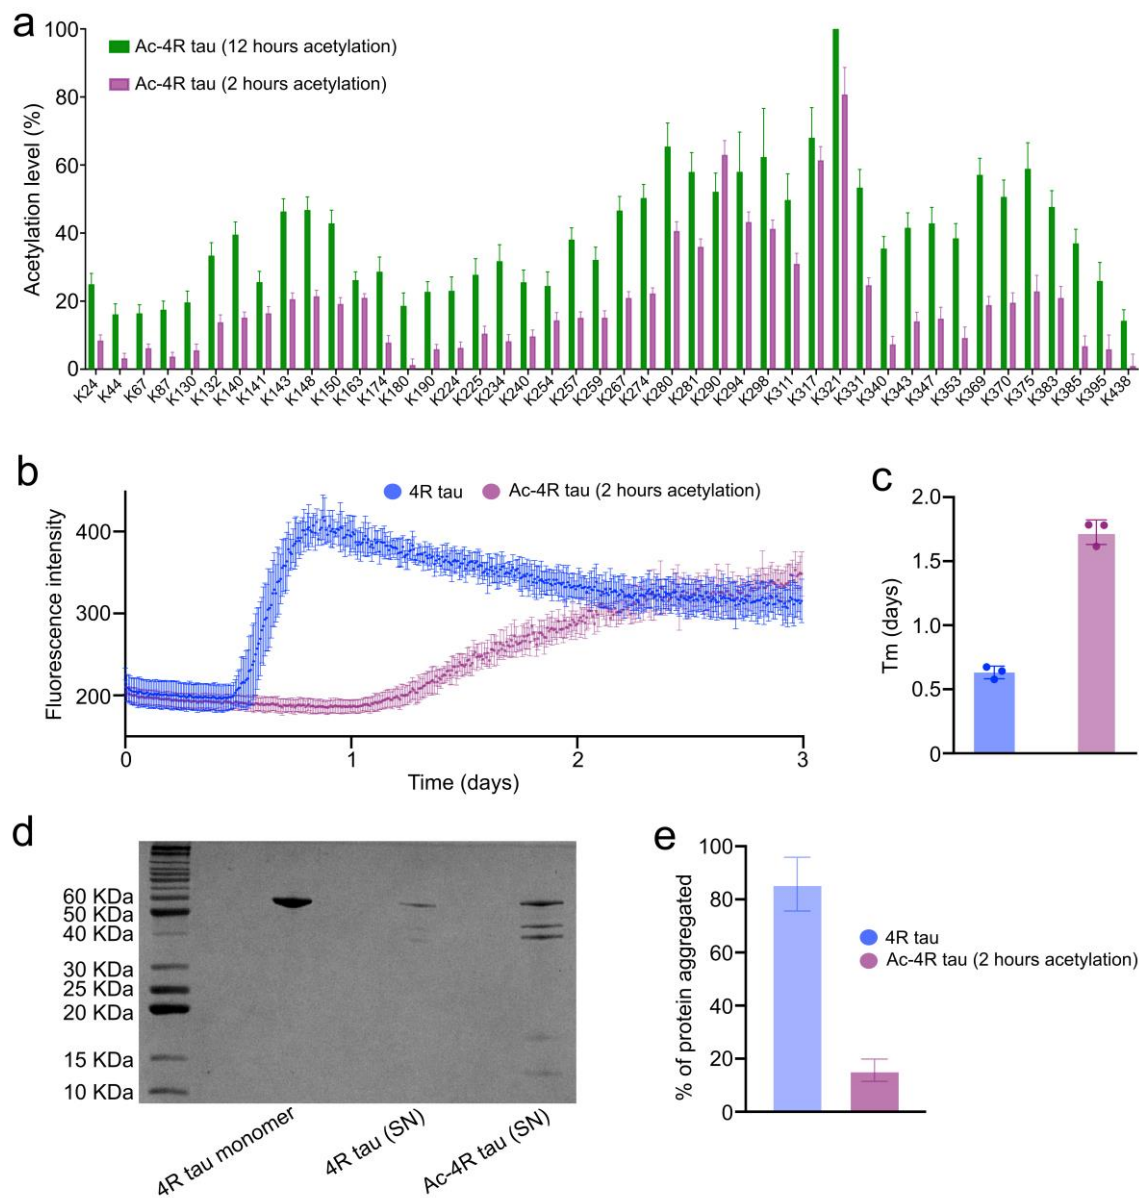 a
100
Ac-4R tau (12 hours acetylation)
Ac-4R tau (2 hours acetylation)
80
60
40
20
0
Acetylation level (%)
K24 K44 K67 K87 K130 K132 K140 K141 K143 K148 K150 K163 K174 K180 K190 K224 K225 K234 K240 K254 K257 K259 K267 K274 K280 K281 K290 K294 K298 K311 K317 K321 K331 K340 K343 K347 K353 K369 K370 K375 K383 K385 K395 K438
b
4R tau
Ac-4R tau (2 hours acetylation)
Fluorescence intensity
400
300
200
0 1 2 3
Time (days)
c
2.0
1.5
1.0
0.5
0
Tm (days)
d
60 KDa
50 KDa
40 KDa
30 KDa
25 KDa
20 KDa
15 KDa
10 KDa
4R tau monomer
4R tau (SN)
Ac-4R tau (SN)
e
100
80
60
40
20
0
% of protein aggregated
4R tau
Ac-4R tau (2 hours acetylation)